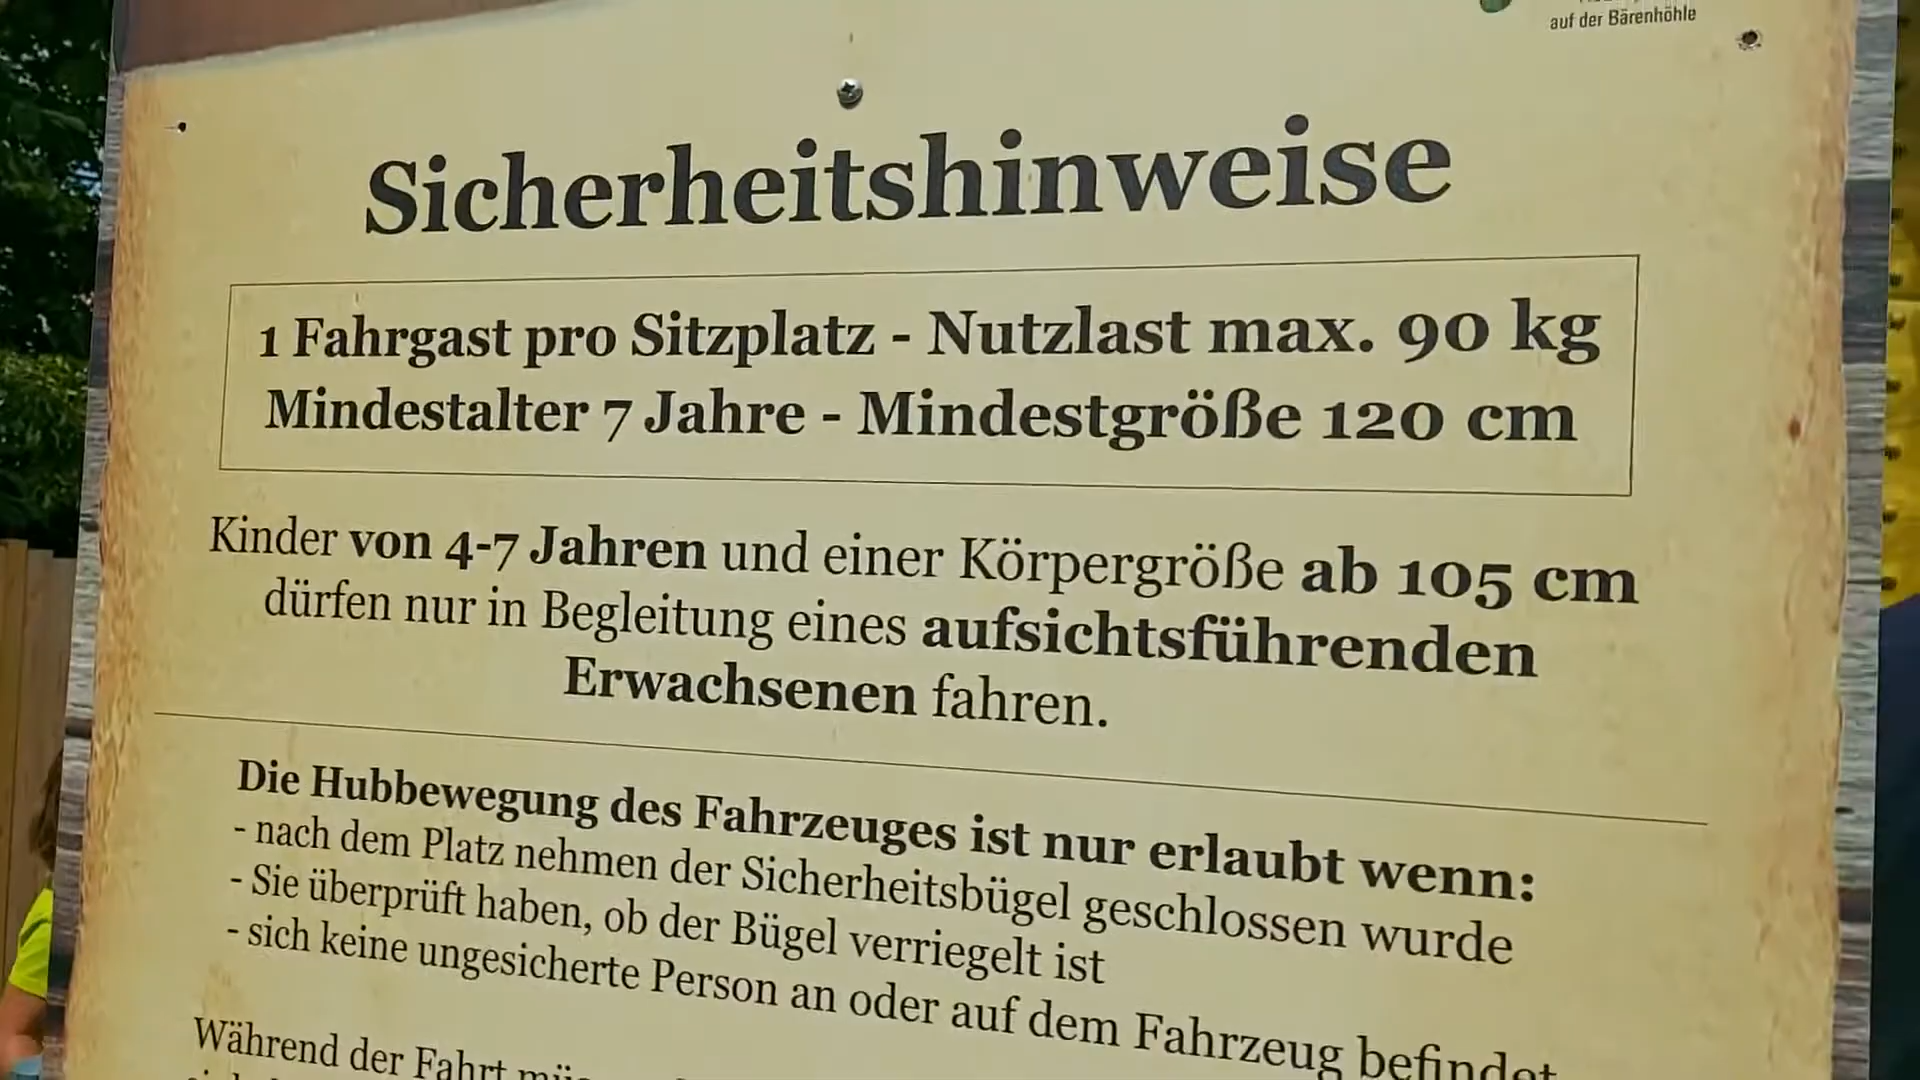 auf der Bärenhöhle
Sicherheitshinweise
1 Fahrgast pro Sitzplatz - Nutzlast max. 90 kg
Mindestalter 7 Jahre - Mindestgröße 120 cm
Kinder von 4-7 Jahren und einer Körpergröße ab 105 cm
dürfen nur in Begleitung eines aufsichtsführenden
Erwachsenen fahren.
Die Hubbewegung des Fahrzeuges ist nur erlaubt wenn:
- nach dem Platz nehmen der Sicherheitsbügel geschlossen wurde
- Sie überprüft haben, ob der Bügel verriegelt ist
- sich keine ungesicherte Person an oder auf dem Fahrzeug befindet
Während der Fahrt